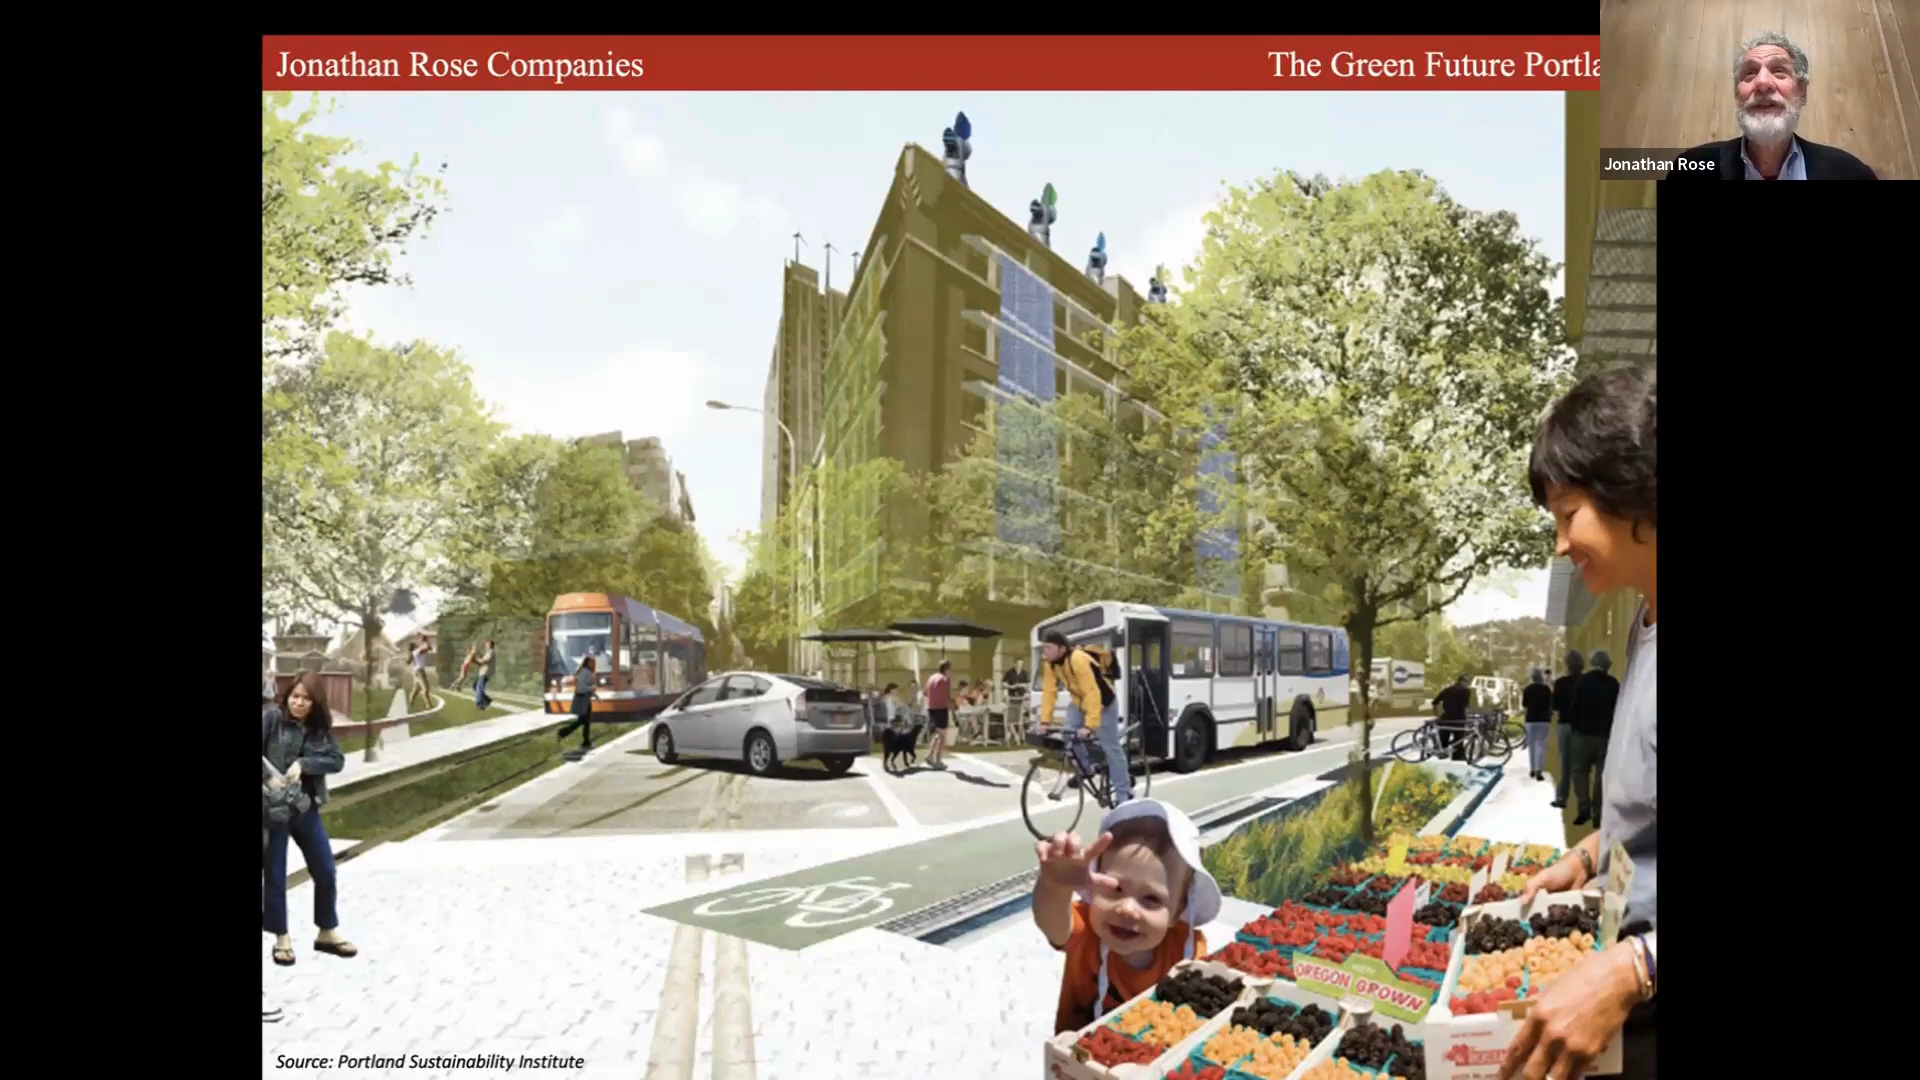 Jonathan Rose Companies
The Green Future Portla
Jonathan Rose
OREGON GROWN
Source: Portland Sustainability Institute